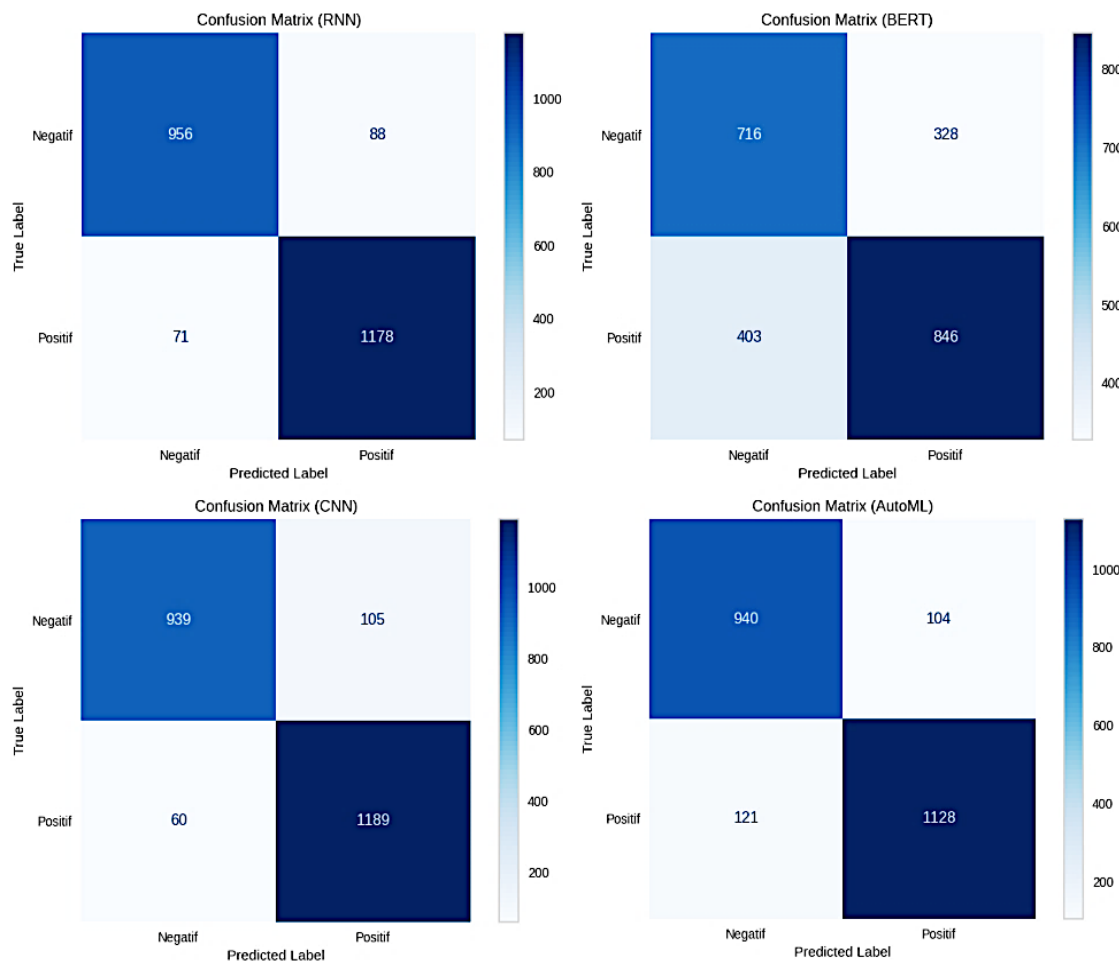 Confusion Matrix (RNN)
Negatif
956
88
Positif
71
1178
Negatif
Positif
Predicted Label
True Label
1000
800
600
400
200
Confusion Matrix (BERT)
Negatif
716
328
Positif
403
846
Negatif
Positif
Predicted Label
True Label
800
700
600
500
400
Confusion Matrix (CNN)
Negatif
939
105
Positif
60
1189
Negatif
Positif
Predicted Label
True Label
1000
800
600
400
200
Confusion Matrix (AutoML)
Negatif
940
104
Positif
121
1128
Negatif
Positif
Predicted Label
True Label
1000
800
600
400
200